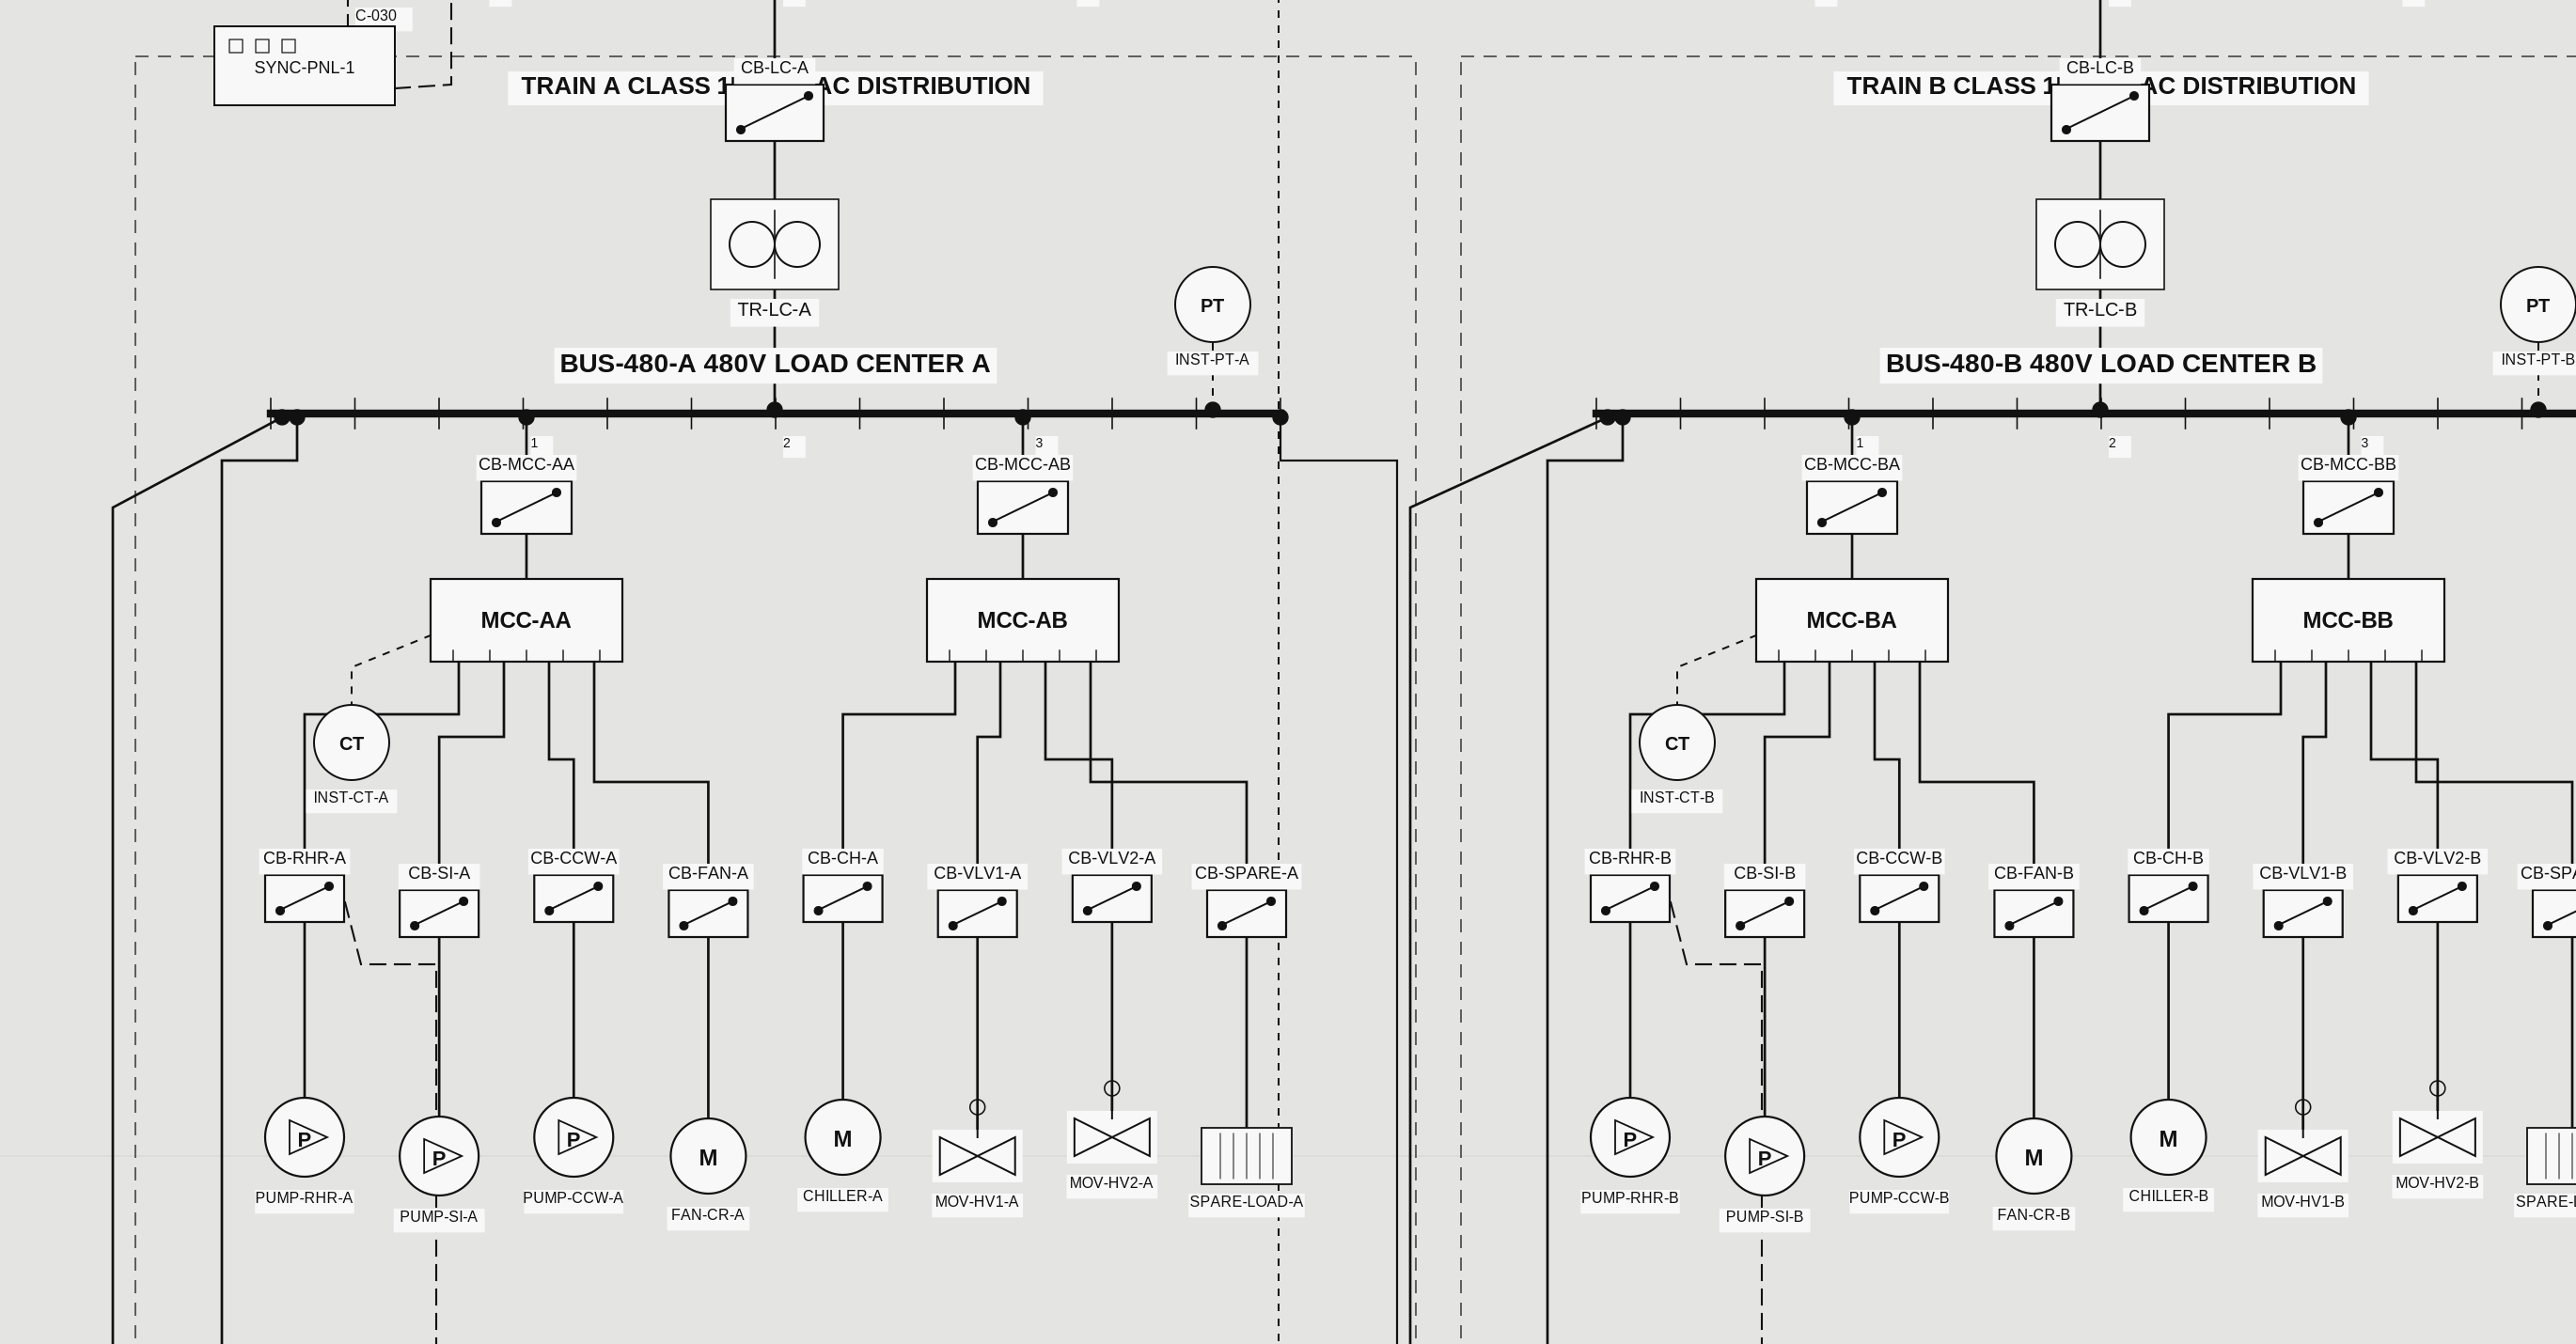 C-030
SYNC-PNL-1
CB-LC-A
TRAIN A CLASS 1 AC DISTRIBUTION
CB-LC-B
TRAIN B CLASS 1 AC DISTRIBUTION
TR-LC-A
TR-LC-B
PT
INST-PT-A
PT
INST-PT-B
BUS-480-A 480V LOAD CENTER A
BUS-480-B 480V LOAD CENTER B
1
2
3
1
2
3
CB-MCC-AA
CB-MCC-AB
CB-MCC-BA
CB-MCC-BB
MCC-AA
MCC-AB
MCC-BA
MCC-BB
CT
CT
INST-CT-A
INST-CT-B
CB-RHR-A
CB-SI-A
CB-CCW-A
CB-FAN-A
CB-CH-A
CB-VLV1-A
CB-VLV2-A
CB-SPARE-A
CB-RHR-B
CB-SI-B
CB-CCW-B
CB-FAN-B
CB-CH-B
CB-VLV1-B
CB-VLV2-B
CB-SPA
P
P
P
M
M
P
P
P
M
M
PUMP-RHR-A
PUMP-SI-A
PUMP-CCW-A
FAN-CR-A
CHILLER-A
MOV-HV1-A
MOV-HV2-A
SPARE-LOAD-A
PUMP-RHR-B
PUMP-SI-B
PUMP-CCW-B
FAN-CR-B
CHILLER-B
MOV-HV1-B
MOV-HV2-B
SPARE-